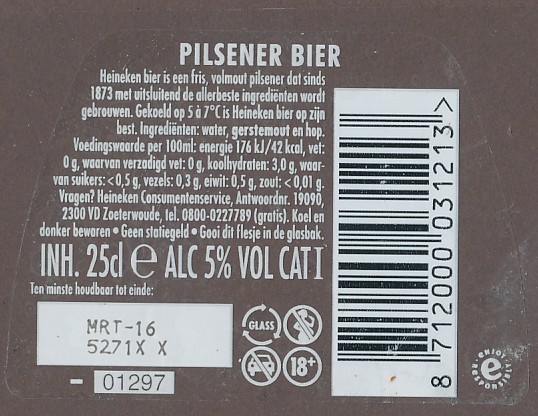 PILSENER BIER
Heineken bier is een fris, volmout pilsener dat sinds
1873 met uitsluitend de allerbeste ingrediënten wordt
gebrouwen. Gekoeld op 5 à 7°C is Heineken bier op zijn
best. Ingrediënten: water, gerstemout en hop.
Voedingswaarde per 100ml: energie 176 kJ/42 kcal, vet:
0 g, waarvan verzadigd vet: 0 g, koolhydraten: 3,0 g, waar-
van suikers: < 0,5 g, vezels: 0,3 g, eiwit: 0,5 g, zout: < 0,01 g.
Vragen? Heineken Consumentenservice, Antwoordnr. 19090,
2300 VD Zoeterwoude, tel. 0800-0227789 (gratis). Koel en
donker bewaren • Geen statiegeld • Gooi dit flesje in de glasbak.
INH. 25cl e ALC 5% VOL CAT I
Ten minste houdbaar tot einde:
MRT-16
5271X X
GLASS
18+
- 01297
8 712000 031213 >
ENJOY RESPONSIBLY